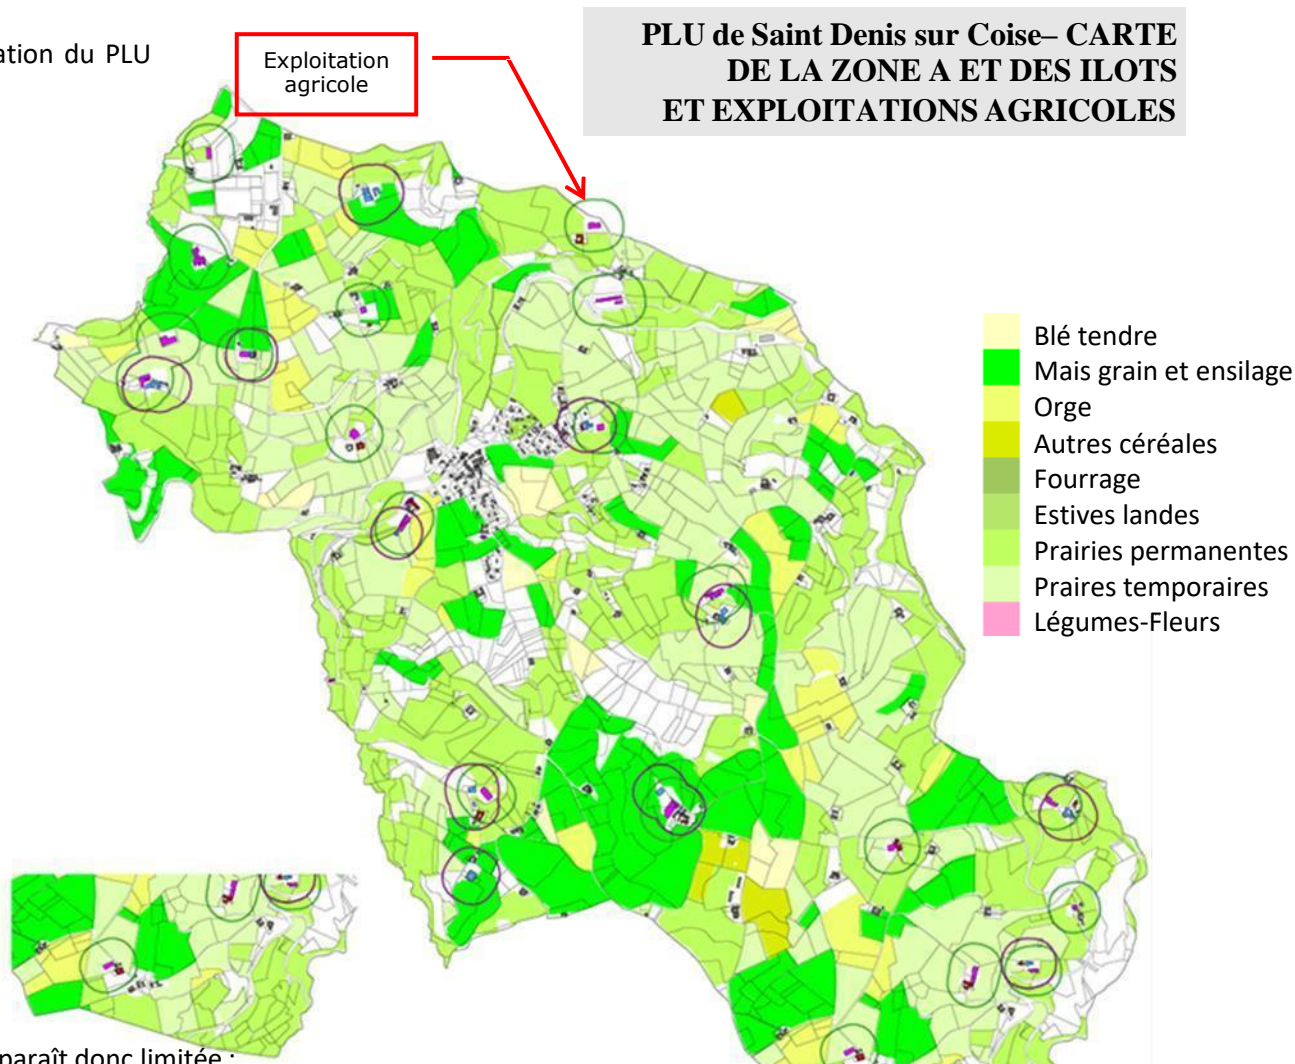 ation du PLU
Exploitation
agricole
PLU de Saint Denis sur Coise– CARTE
DE LA ZONE A ET DES ILOTS
ET EXPLOITATIONS AGRICOLES
Blé tendre
Mais grain et ensilage
Orge
Autres céréales
Fourrage
Estives landes
Prairies permanentes
Praires temporaires
Légumes-Fleurs
paraît donc limitée :